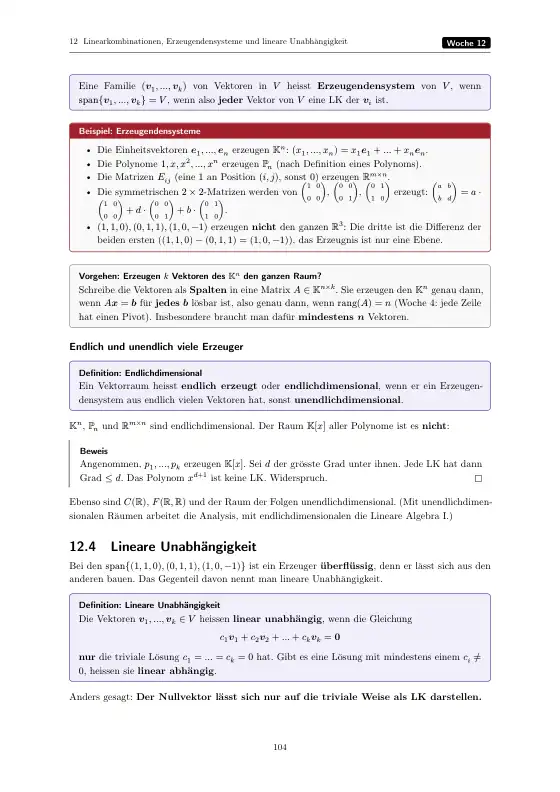 12 Linearkombinationen, Erzeugendensysteme und lineare Unabhängigkeit Woche 12
Eine Familie (v₁, ..., vₖ) von Vektoren in V heisst Erzeugendensystem von V, wenn
span{v₁, ..., vₖ} = V, wenn also jeder Vektor von V eine LK der vᵢ ist.
Beispiel: Erzeugendensysteme
• Die Einheitsvektoren e₁, ..., eₙ erzeugen 𝕂ⁿ: (x₁, ..., xₙ) = x₁e₁ + ... + xₙeₙ.
• Die Polynome 1, x, x², ..., xⁿ erzeugen ℙₙ (nach Definition eines Polynoms).
• Die Matrizen Eᵢⱼ (eine 1 an Position (i, j), sonst 0) erzeugen ℝᵐˣⁿ.
• Die symmetrischen 2 × 2-Matrizen werden von (1 0 / 0 0), (0 0 / 0 1), (0 1 / 1 0) erzeugt: (a b / b d) = a ·
(1 0 / 0 0) + d · (0 0 / 0 1) + b · (0 1 / 1 0).
• (1, 1, 0), (0, 1, 1), (1, 0, −1) erzeugen nicht den ganzen ℝ³: Die dritte ist die Differenz der
beiden ersten ((1, 1, 0) − (0, 1, 1) = (1, 0, −1)), das Erzeugnis ist nur eine Ebene.
Vorgehen: Erzeugen k Vektoren des 𝕂ⁿ den ganzen Raum?
Schreibe die Vektoren als Spalten in eine Matrix A ∈ 𝕂ⁿˣᵏ. Sie erzeugen den 𝕂ⁿ genau dann,
wenn Ax = b für jedes b lösbar ist, also genau dann, wenn rang(A) = n (Woche 4: jede Zeile
hat einen Pivot). Insbesondere braucht man dafür mindestens n Vektoren.
Endlich und unendlich viele Erzeuger
Definition: Endlichdimensional
Ein Vektorraum heisst endlich erzeugt oder endlichdimensional, wenn er ein Erzeugen-
densystem aus endlich vielen Vektoren hat, sonst unendlichdimensional.
𝕂ⁿ, ℙₙ und ℝᵐˣⁿ sind endlichdimensional. Der Raum 𝕂[x] aller Polynome ist es nicht:
Beweis
Angenommen, p₁, ..., pₖ erzeugen 𝕂[x]. Sei d der grösste Grad unter ihnen. Jede LK hat dann
Grad ≤ d. Das Polynom xᵈ⁺¹ ist keine LK. Widerspruch. □
Ebenso sind C(ℝ), F(ℝ, ℝ) und der Raum der Folgen unendlichdimensional. (Mit unendlichdimen-
sionalen Räumen arbeitet die Analysis, mit endlichdimensionalen die Lineare Algebra I.)
12.4 Lineare Unabhängigkeit
Bei den span{(1, 1, 0), (0, 1, 1), (1, 0, −1)} ist ein Erzeuger überflüssig, denn er lässt sich aus den
anderen bauen. Das Gegenteil davon nennt man lineare Unabhängigkeit.
Definition: Lineare Unabhängigkeit
Die Vektoren v₁, ..., vₖ ∈ V heissen linear unabhängig, wenn die Gleichung
c₁v₁ + c₂v₂ + ... + cₖvₖ = 0
nur die triviale Lösung c₁ = ... = cₖ = 0 hat. Gibt es eine Lösung mit mindestens einem cᵢ ≠
0, heissen sie linear abhängig.
Anders gesagt: Der Nullvektor lässt sich nur auf die triviale Weise als LK darstellen.
104